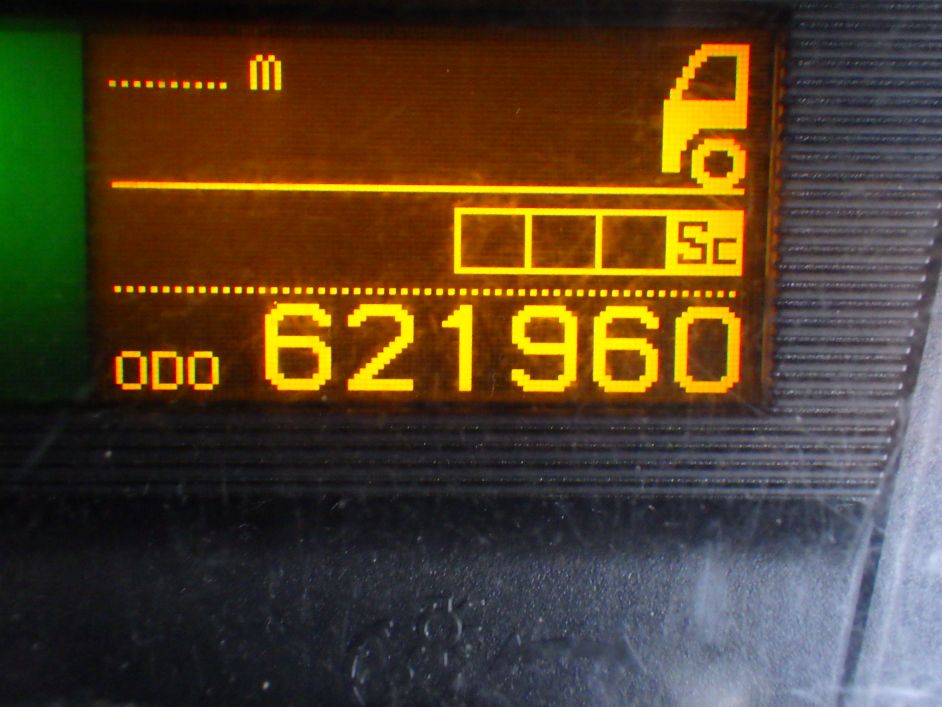 .......... m
Sc
ODO 621960